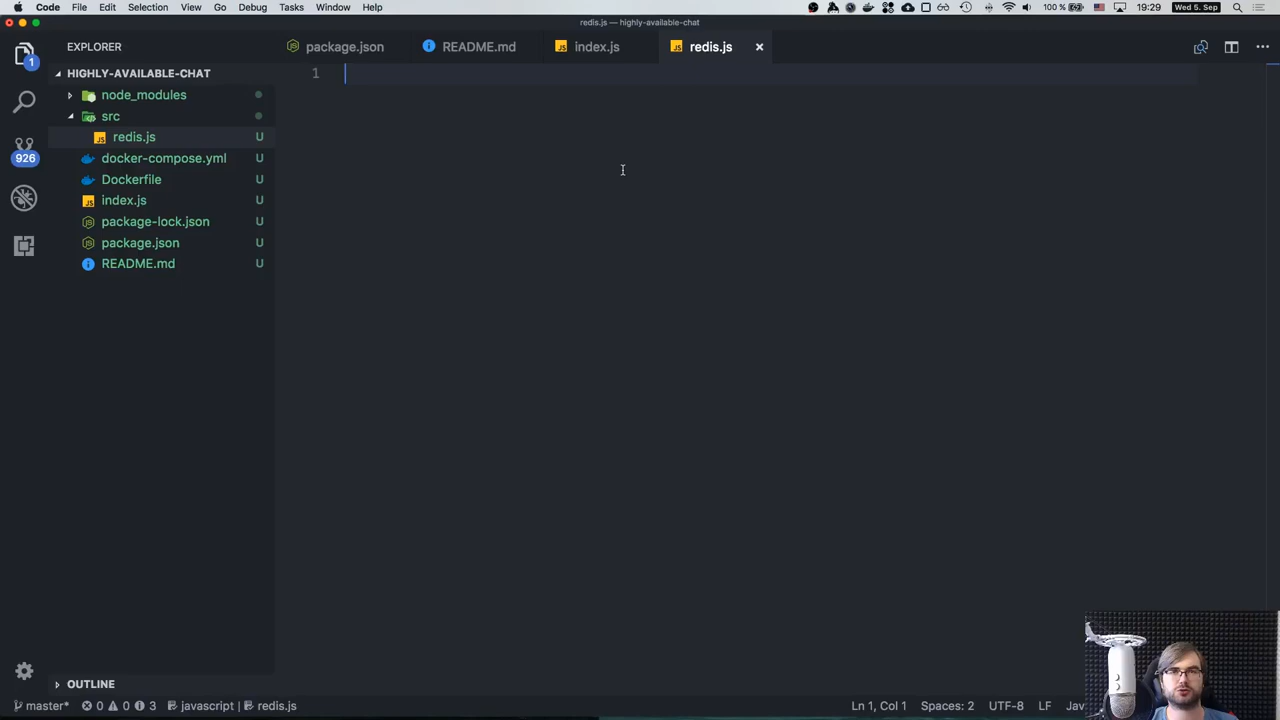 Code File Edit Selection View Go Debug Tasks Window Help 100 % 19:29 Wed 5. Sep
redis.js — highly-available-chat
EXPLORER
package.json README.md index.js redis.js
1
HIGHLY-AVAILABLE-CHAT
1
node_modules
src
redis.js U
926
docker-compose.yml U
Dockerfile U
index.js U
package-lock.json U
package.json U
README.md U
OUTLINE
master* 0 0 3 javascript | redis.js Ln 1, Col 1 Spaces: 2 UTF-8 LF